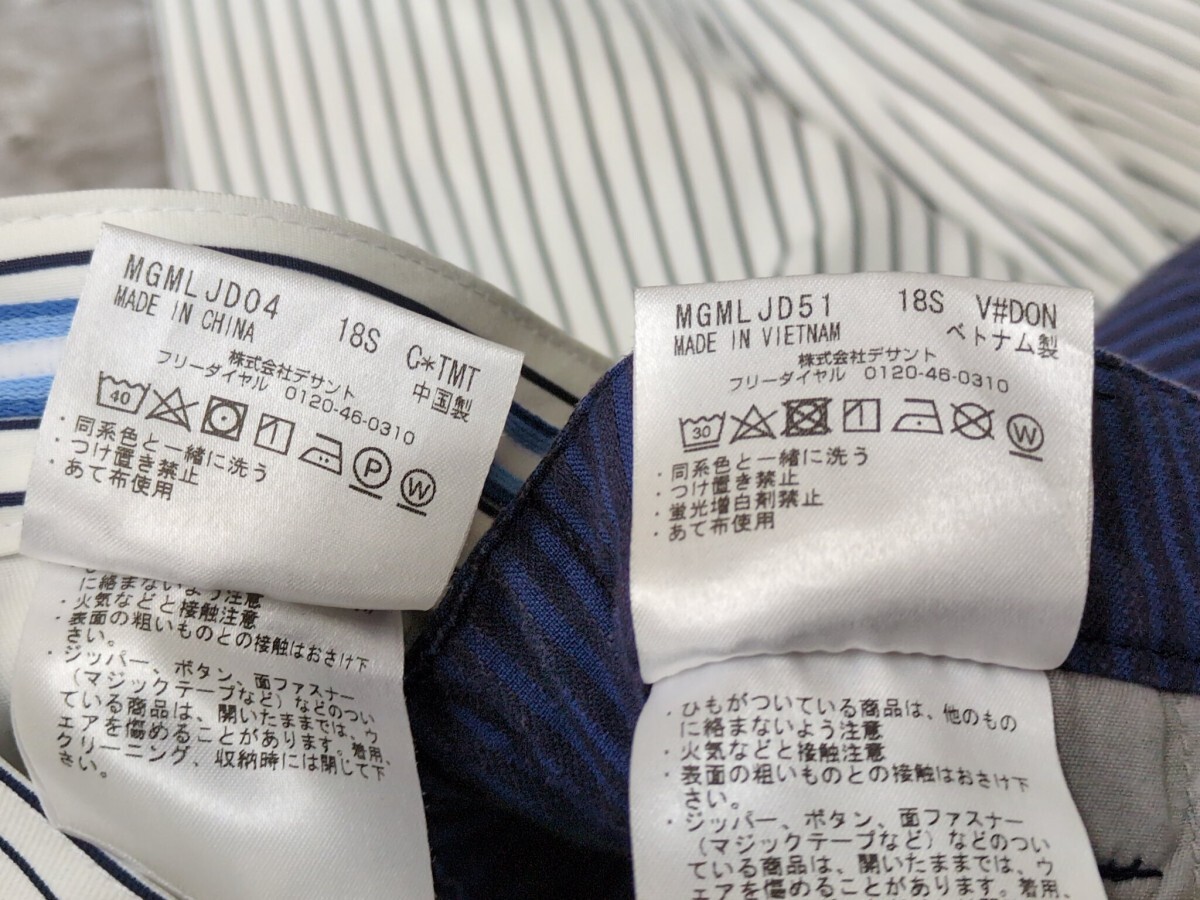 MGMLJD04 18S C*TMT
MADE IN CHINA 中国製
株式会社デサント
フリーダイヤル 0120-46-0310
40 1 P W
・同系色と一緒に洗う
・つけ置き禁止
・あて布使用
に絡まないよう注意
・火気などと接触注意
・表面の粗いものとの接触はおさけ下
さい。
・ジッパー、ボタン、面ファスナー
（マジックテープなど）などのつい
ている商品は、開いたままでは、ウ
ェアを傷めることがあります。着用、
クリーニング、収納時には閉じて下
さい。
MGMLJD51 18S V#DON
MADE IN VIETNAM ベトナム製
株式会社デサント
フリーダイヤル 0120-46-0310
30 1 W
・同系色と一緒に洗う
・つけ置き禁止
・蛍光増白剤禁止
・あて布使用
・ひもがついている商品は、他のもの
に絡まないよう注意
・火気などと接触注意
・表面の粗いものとの接触はおさけ下
さい。
・ジッパー、ボタン、面ファスナー
（マジックテープなど）などのつい
ている商品は、開いたままでは、ウ
ェアを傷めることがあります。着用、